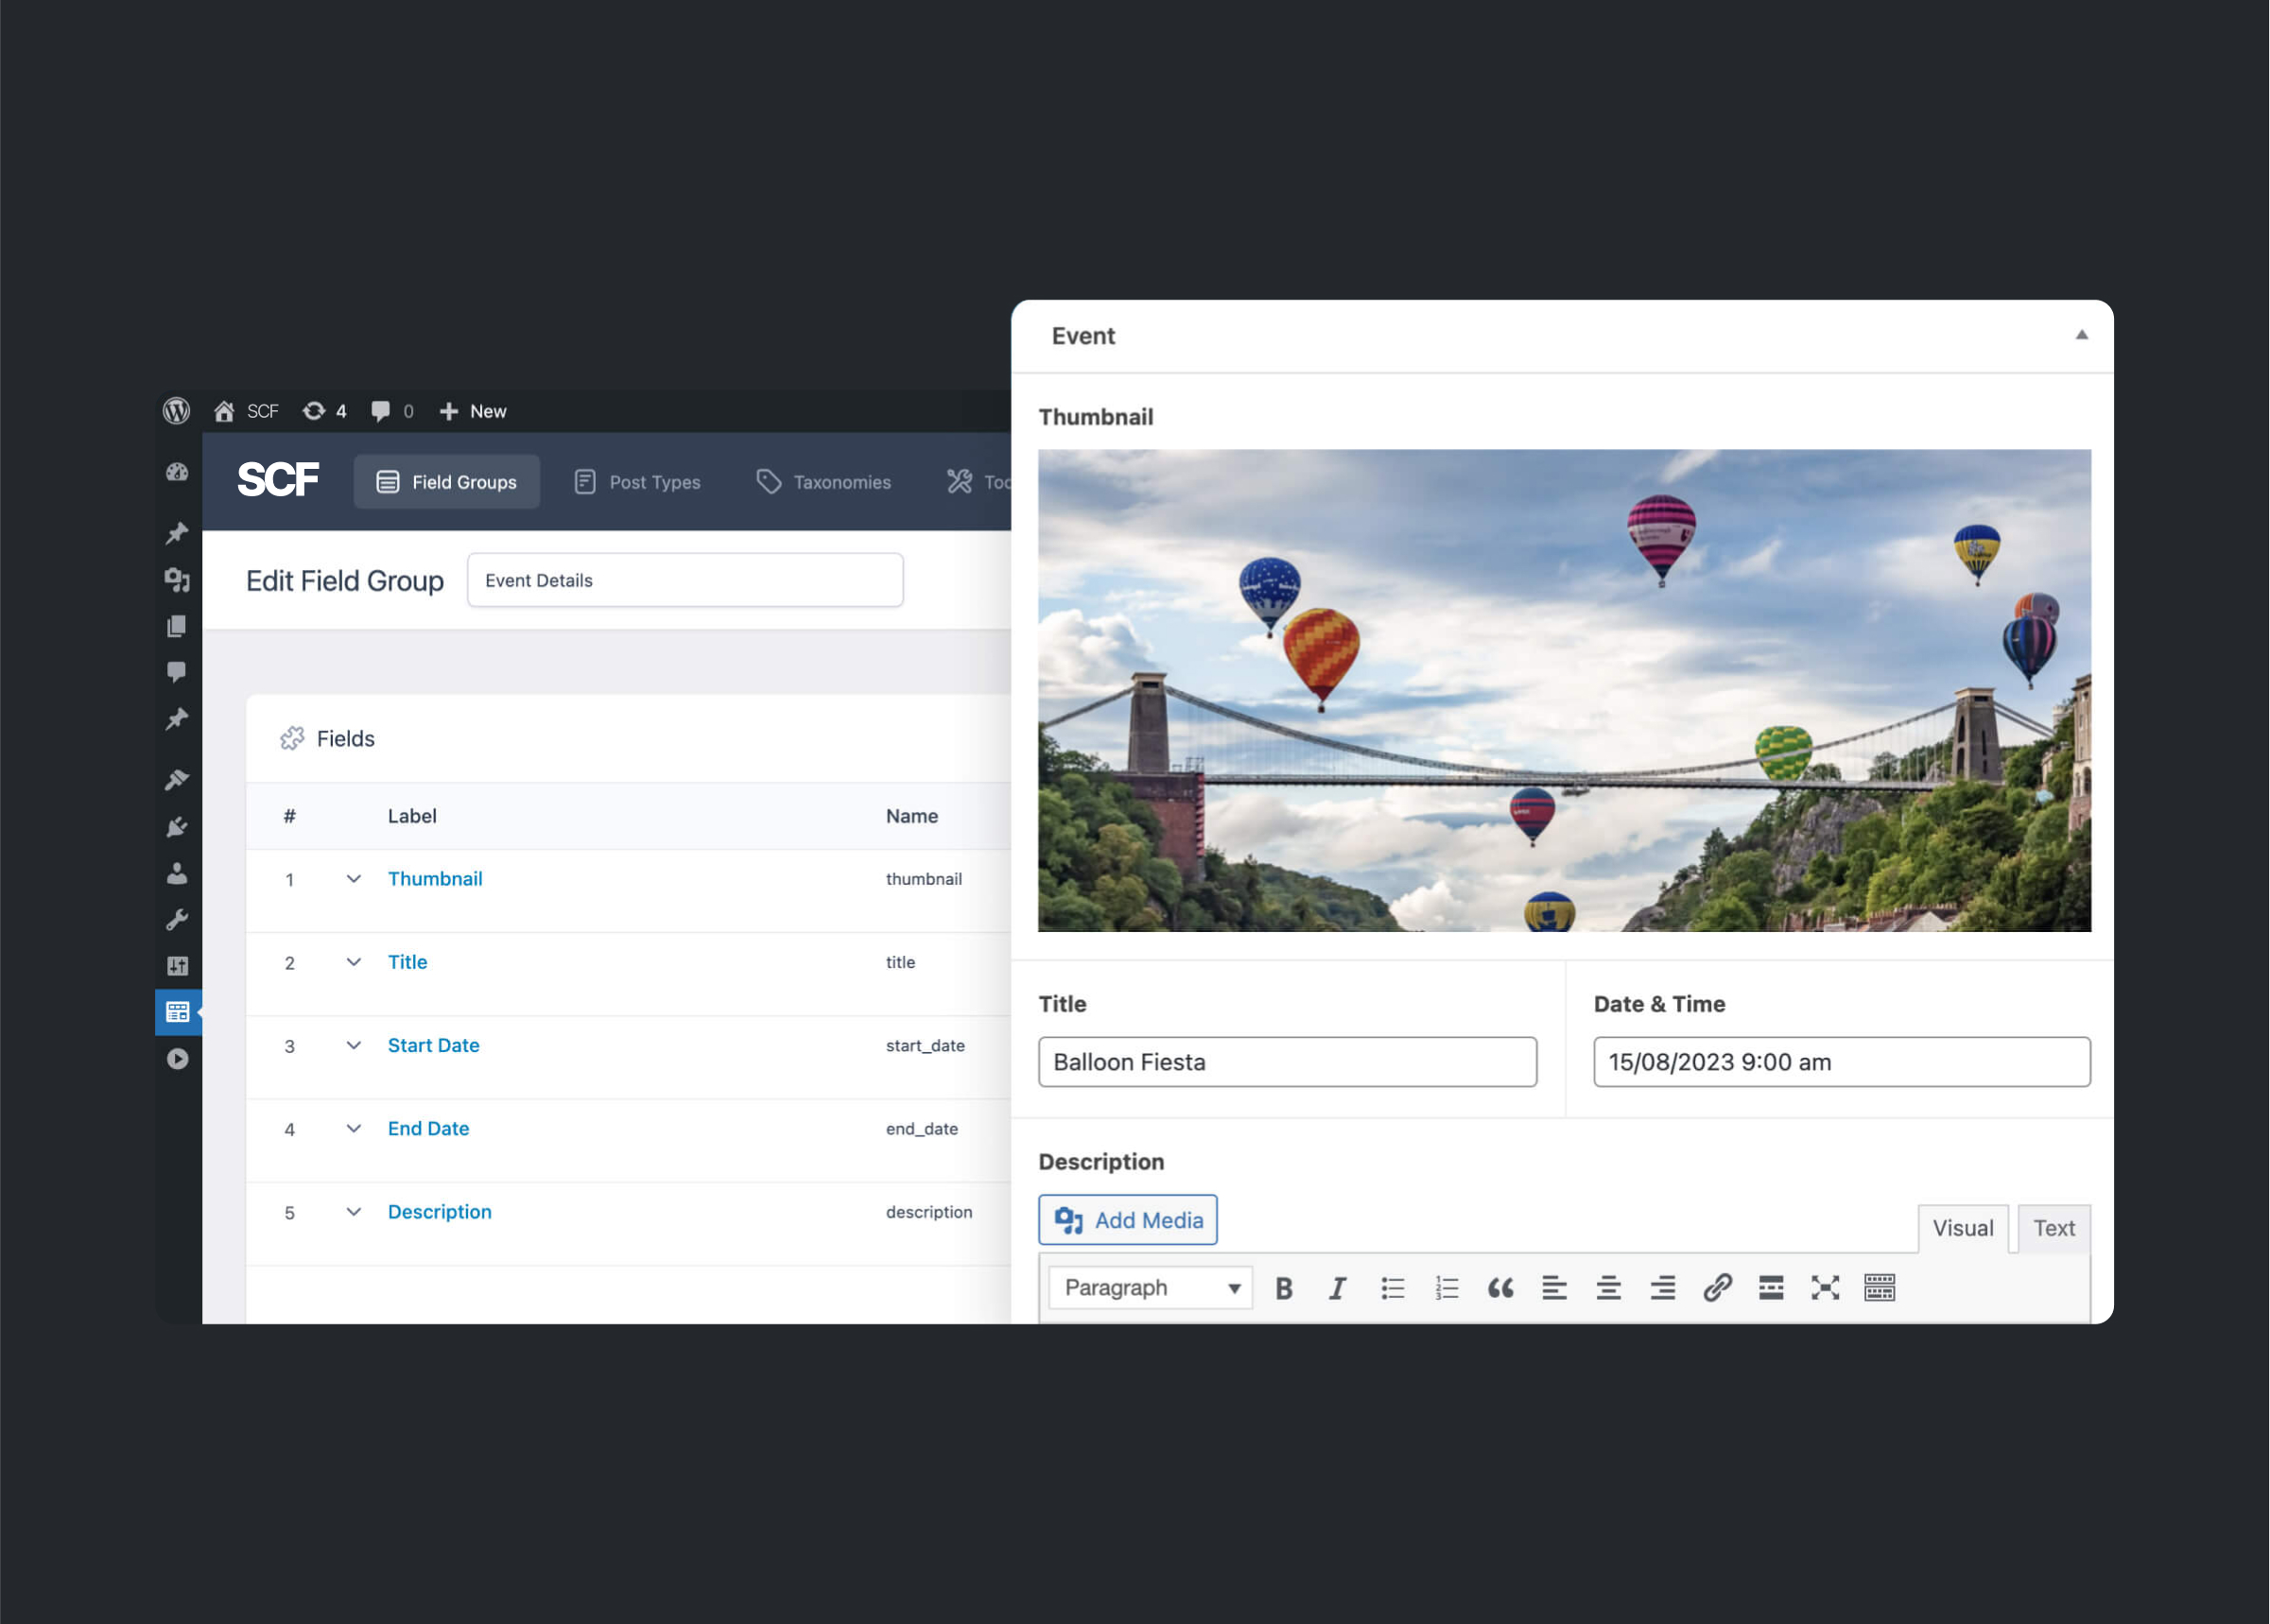 SCF 4 0 New
SCF Field Groups Post Types Taxonomies Too
Edit Field Group Event Details
Fields
# Label Name
1 Thumbnail thumbnail
2 Title title
3 Start Date start_date
4 End Date end_date
5 Description description
Event
Thumbnail
Title Date & Time
Balloon Fiesta 15/08/2023 9:00 am
Description
Add Media Visual Text
Paragraph B I